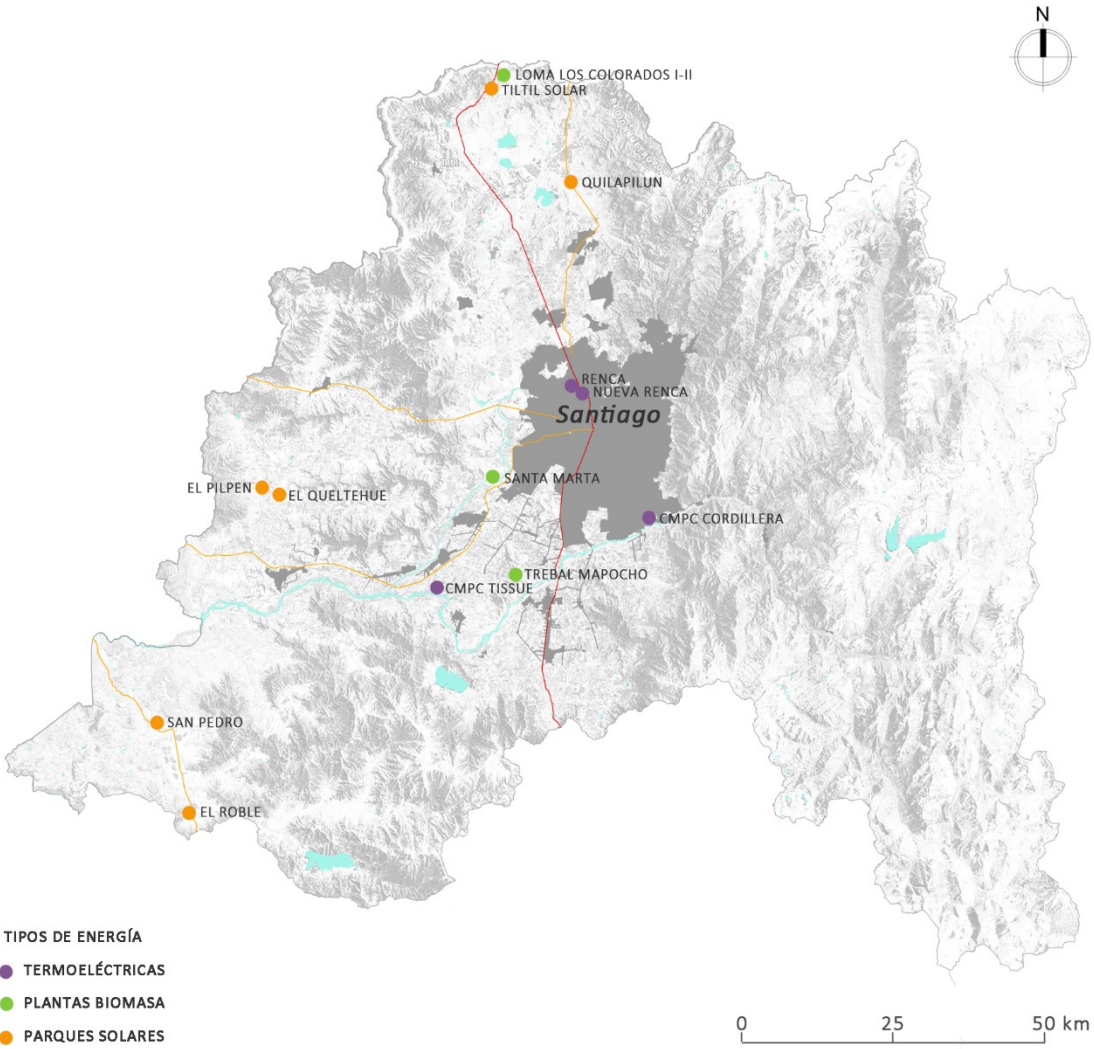 N
LOMA LOS COLORADOS I-II
TILTIL SOLAR
QUILAPILUN
RENCA
NUEVA RENCA
Santiago
SANTA MARTA
EL PILPEN
EL QUELTEHUE
CMPC CORDILLERA
TREBAL MAPOCHO
CMPC TISSUE
SAN PEDRO
EL ROBLE
TIPOS DE ENERGÍA
TERMOELÉCTRICAS
PLANTAS BIOMASA
PARQUES SOLARES
0 25 50 km